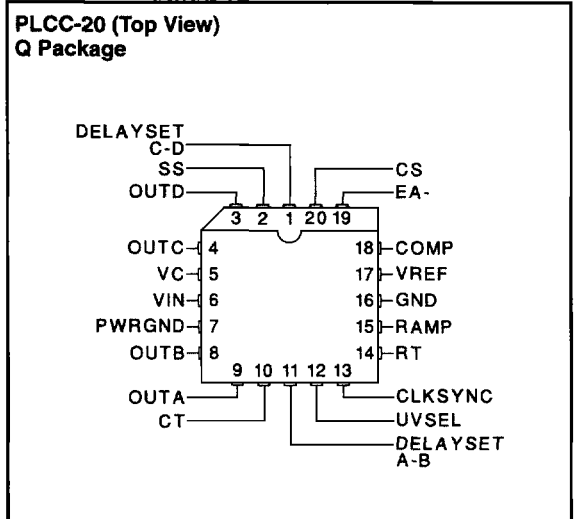 PLCC-20 (Top View)
Q Package
DELAYSET
C-D
SS
OUTD
CS
EA-
3 2 1 20 19
OUTC 4
VC 5
VIN 6
PWRGND 7
OUTB 8
18 COMP
17 VREF
16 GND
15 RAMP
14 RT
9 10 11 12 13
OUTA
CT
CLKSYNC
UVSEL
DELAYSET
A-B